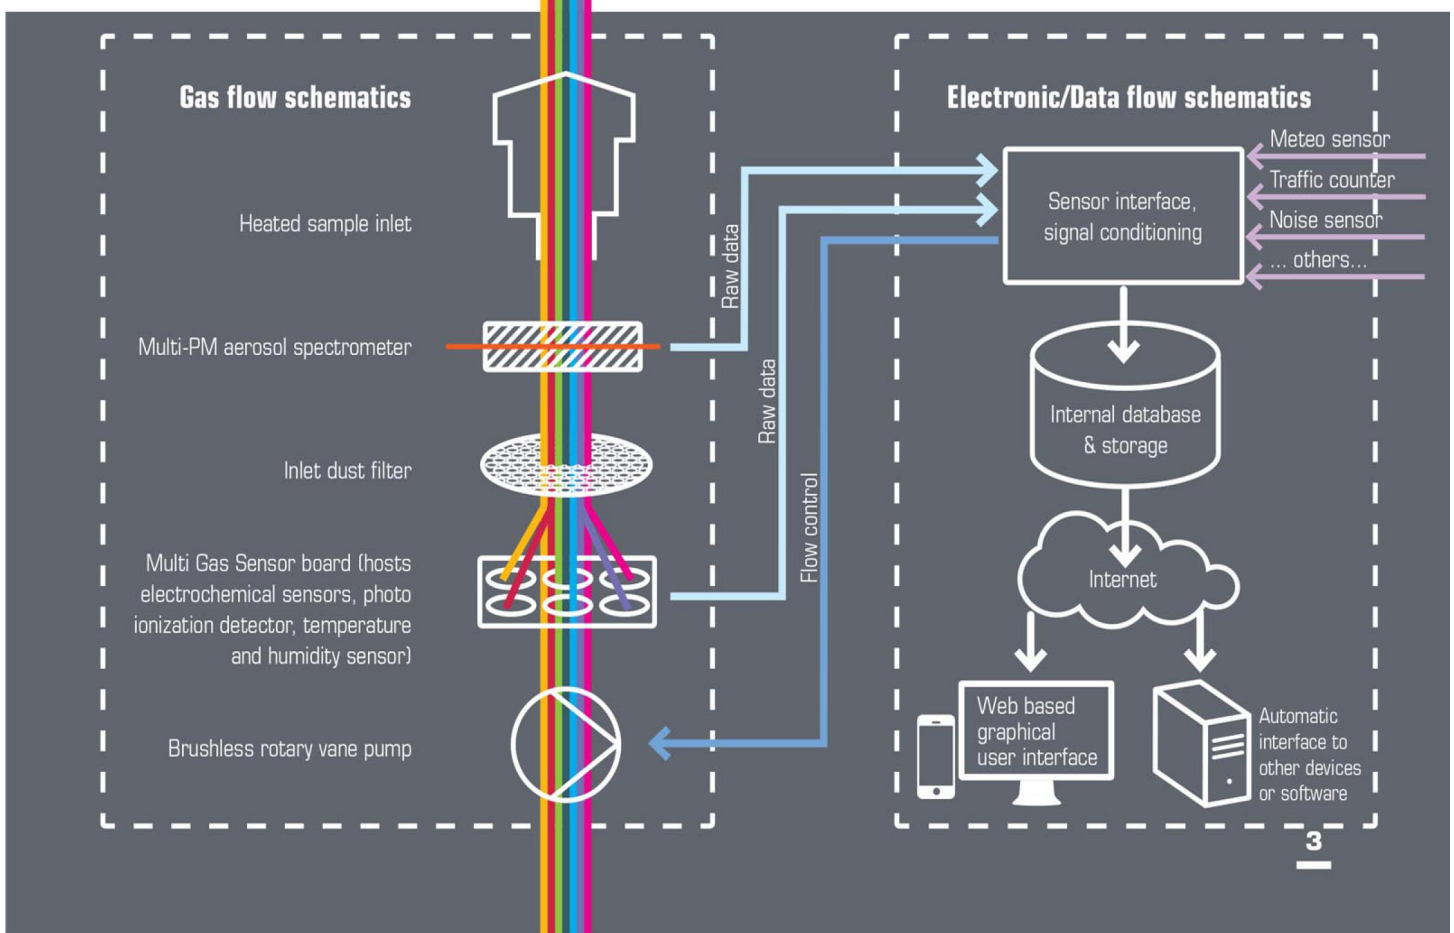 Gas flow schematics
Heated sample inlet
Multi-PM aerosol spectrometer
Inlet dust filter
Multi Gas Sensor board (hosts
electrochemical sensors, photo
ionization detector, temperature
and humidity sensor)
Brushless rotary vane pump
Raw data
Raw data
Flow control
Electronic/Data flow schematics
Sensor interface,
signal conditioning
Meteo sensor
Traffic counter
Noise sensor
... others...
Internal database
& storage
Internet
Web based
graphical
user interface
Automatic
interface to
other devices
or software
3